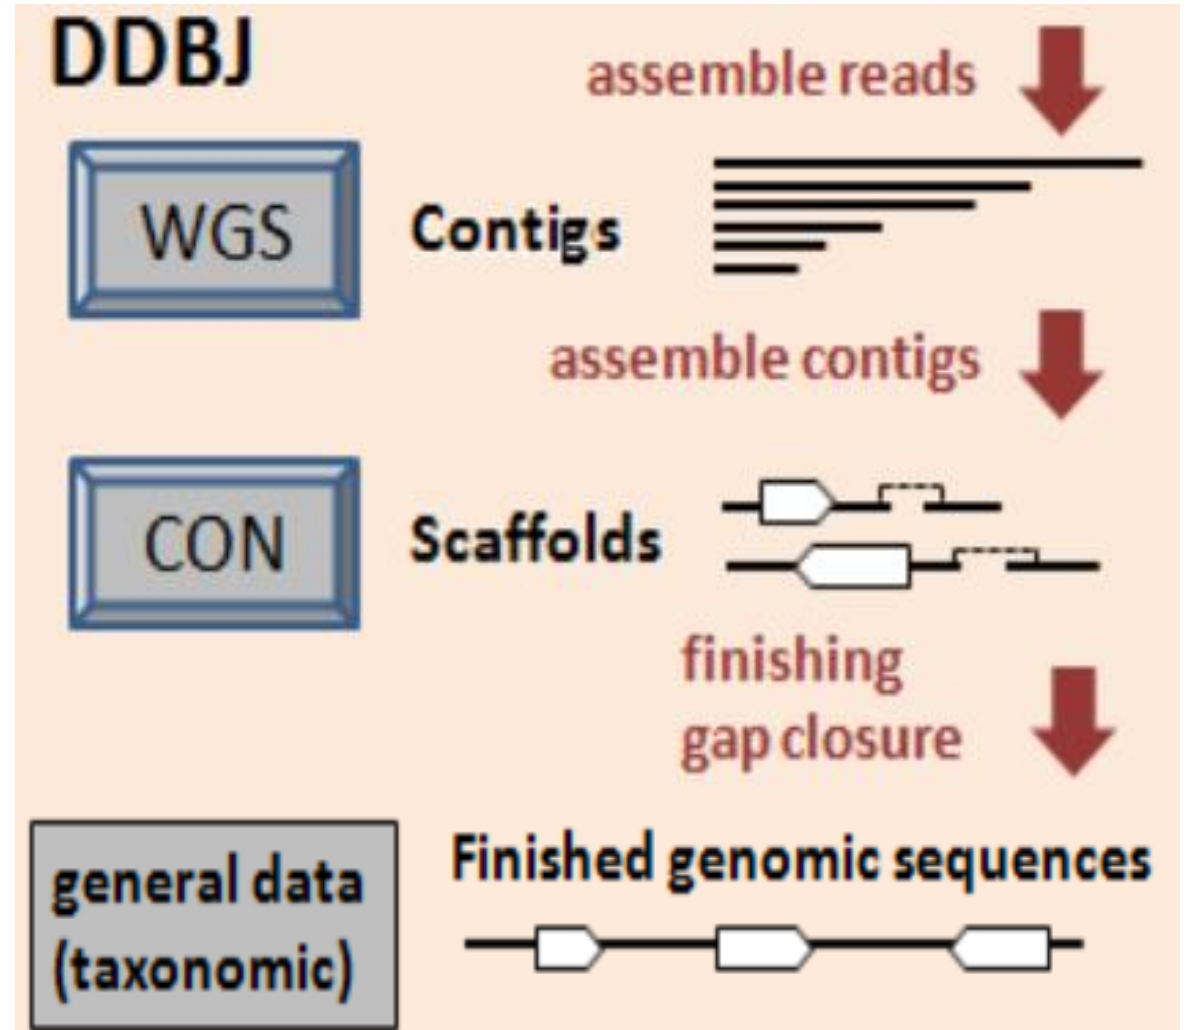 DDBJ
assemble reads
WGS
Contigs
assemble contigs
CON
Scaffolds
finishing
gap closure
general data
(taxonomic)
Finished genomic sequences